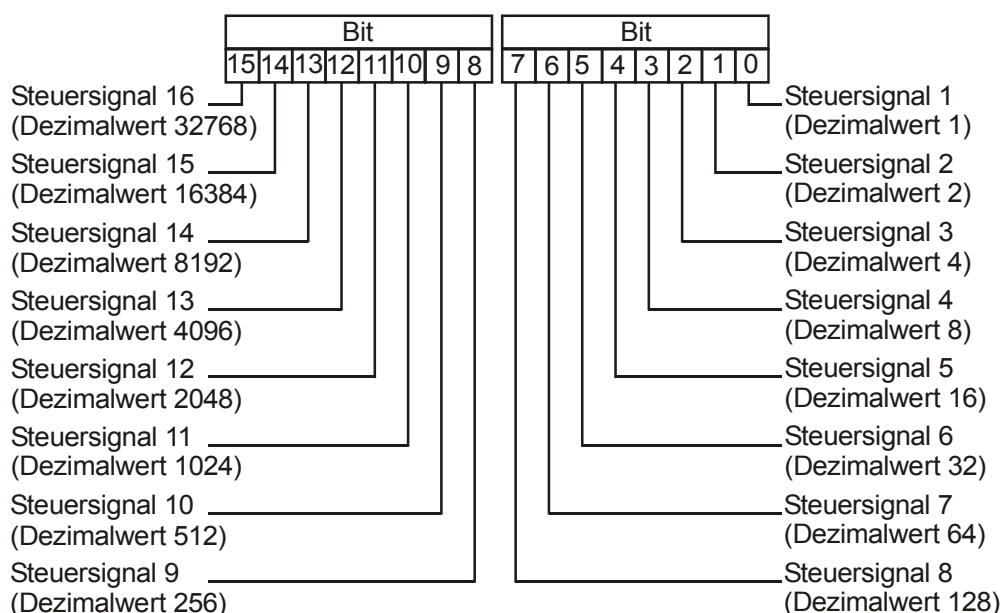 Bit Bit
15 14 13 12 11 10 9 8 7 6 5 4 3 2 1 0
Steuersignal 16
(Dezimalwert 32768)
Steuersignal 15
(Dezimalwert 16384)
Steuersignal 14
(Dezimalwert 8192)
Steuersignal 13
(Dezimalwert 4096)
Steuersignal 12
(Dezimalwert 2048)
Steuersignal 11
(Dezimalwert 1024)
Steuersignal 10
(Dezimalwert 512)
Steuersignal 9
(Dezimalwert 256)
Steuersignal 1
(Dezimalwert 1)
Steuersignal 2
(Dezimalwert 2)
Steuersignal 3
(Dezimalwert 4)
Steuersignal 4
(Dezimalwert 8)
Steuersignal 5
(Dezimalwert 16)
Steuersignal 6
(Dezimalwert 32)
Steuersignal 7
(Dezimalwert 64)
Steuersignal 8
(Dezimalwert 128)